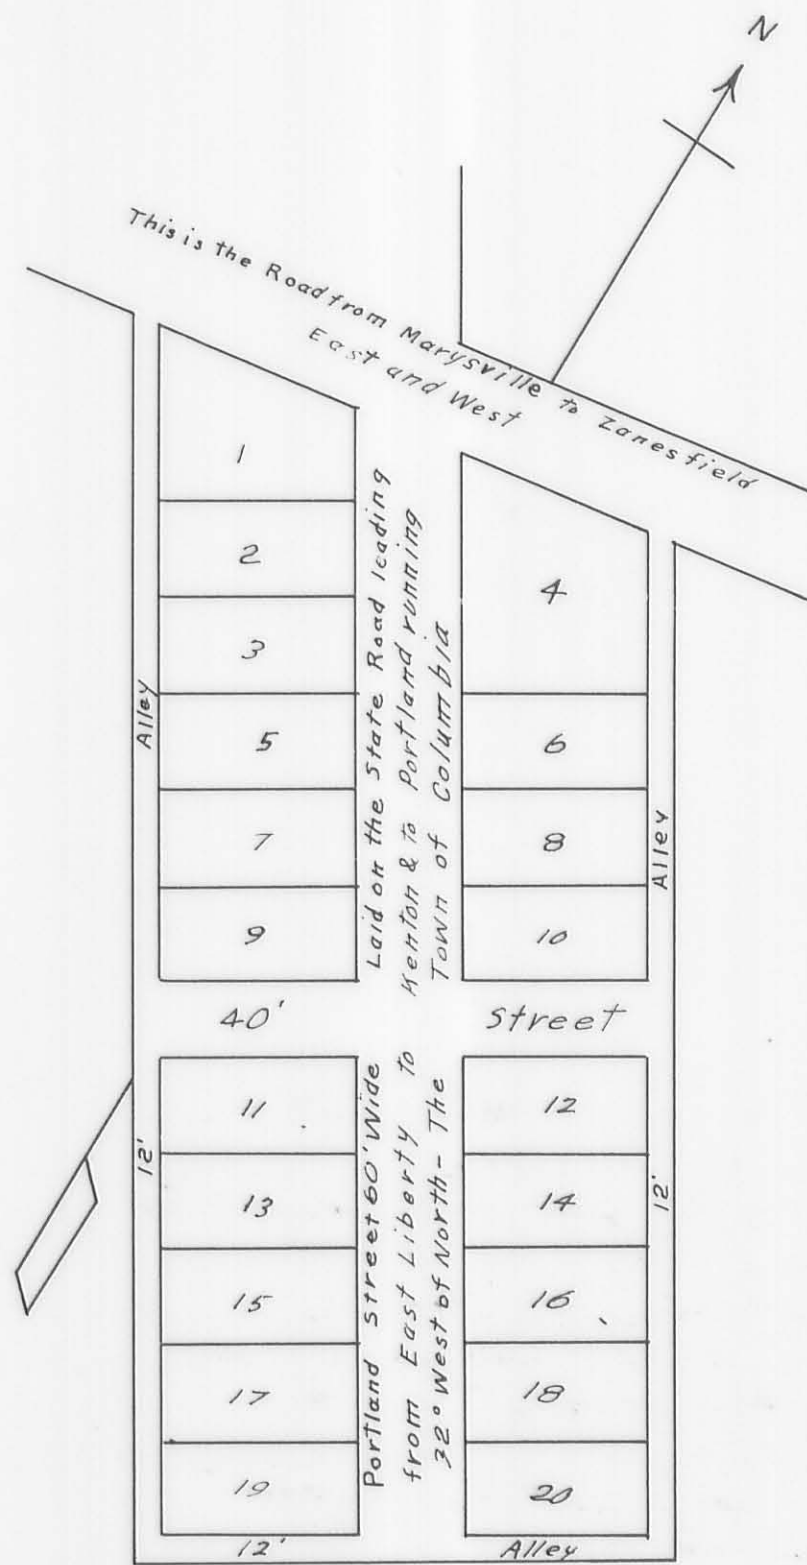 N
This is the Road from Marysville to Zanesfield
East and West
1
2
3
4
5
6
7
8
9
10
Alley
Alley
Portland Street 60' Wide Laid on the State Road leading
from East Liberty to Kenton & to Portland running
32° West of North - The Town of Columbia
40' Street
11
12
13
14
15
16
17
18
19
20
12'
12'
12' Alley